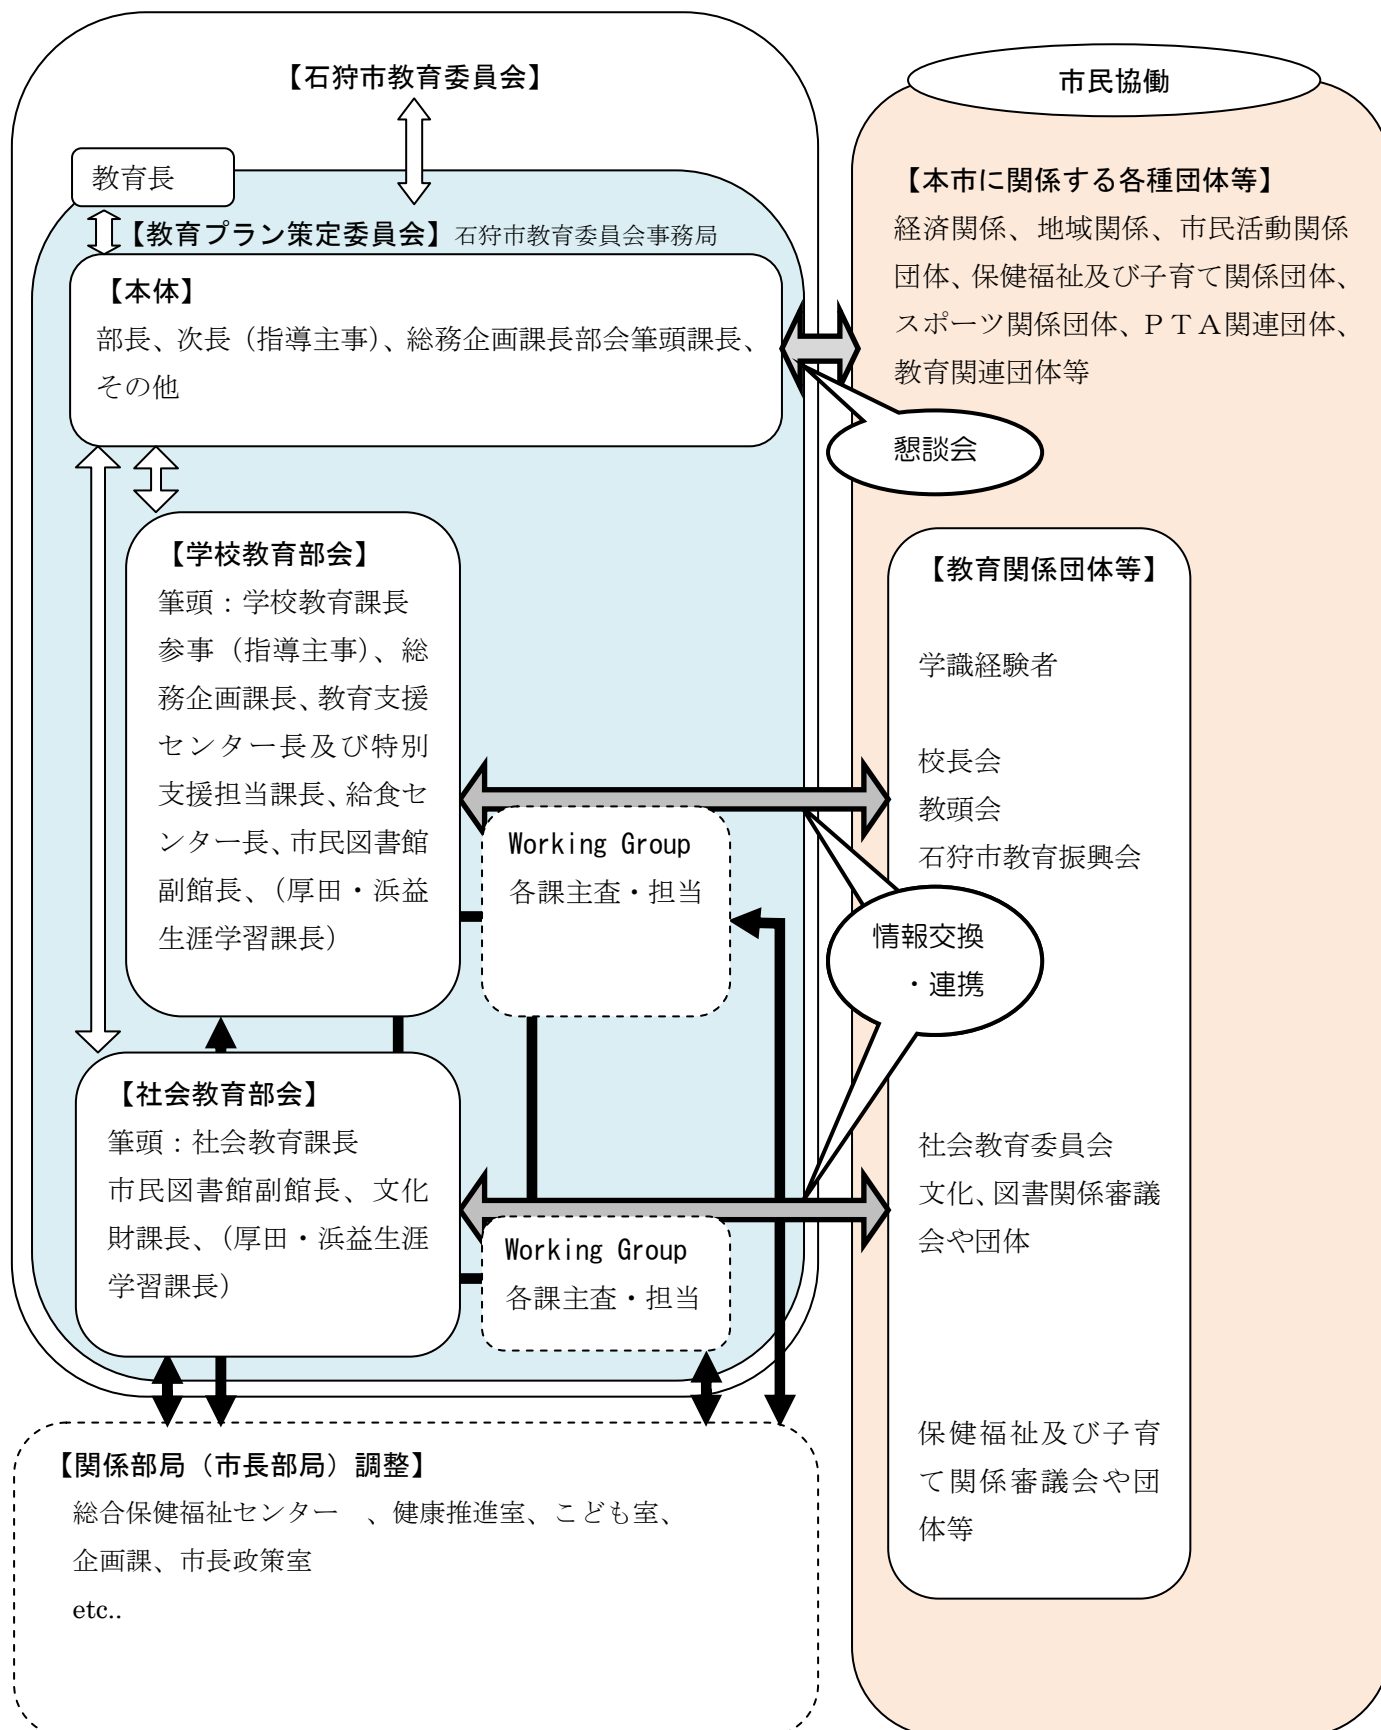 【石狩市教育委員会】
教育長
【教育プラン策定委員会】石狩市教育委員会事務局
【本体】
部長、次長（指導主事）、総務企画課長部会筆頭課長、
その他
【学校教育部会】
筆頭：学校教育課長
参事（指導主事）、総
務企画課長、教育支援
センター長及び特別
支援担当課長、給食セ
ンター長、市民図書館
副館長、（厚田・浜益
生涯学習課長）
Working Group
各課主査・担当
【社会教育部会】
筆頭：社会教育課長
市民図書館副館長、文化
財課長、（厚田・浜益生涯
学習課長）
Working Group
各課主査・担当
【関係部局（市長部局）調整】
総合保健福祉センター　、健康推進室、こども室、
企画課、市長政策室
etc..
市民協働
【本市に関係する各種団体等】
経済関係、地域関係、市民活動関係
団体、保健福祉及び子育て関係団体、
スポーツ関係団体、ＰＴＡ関連団体、
教育関連団体等
懇談会
【教育関係団体等】
学識経験者
校長会
教頭会
石狩市教育振興会
情報交換
・連携
社会教育委員会
文化、図書関係審議
会や団体
保健福祉及び子育
て関係審議会や団
体等